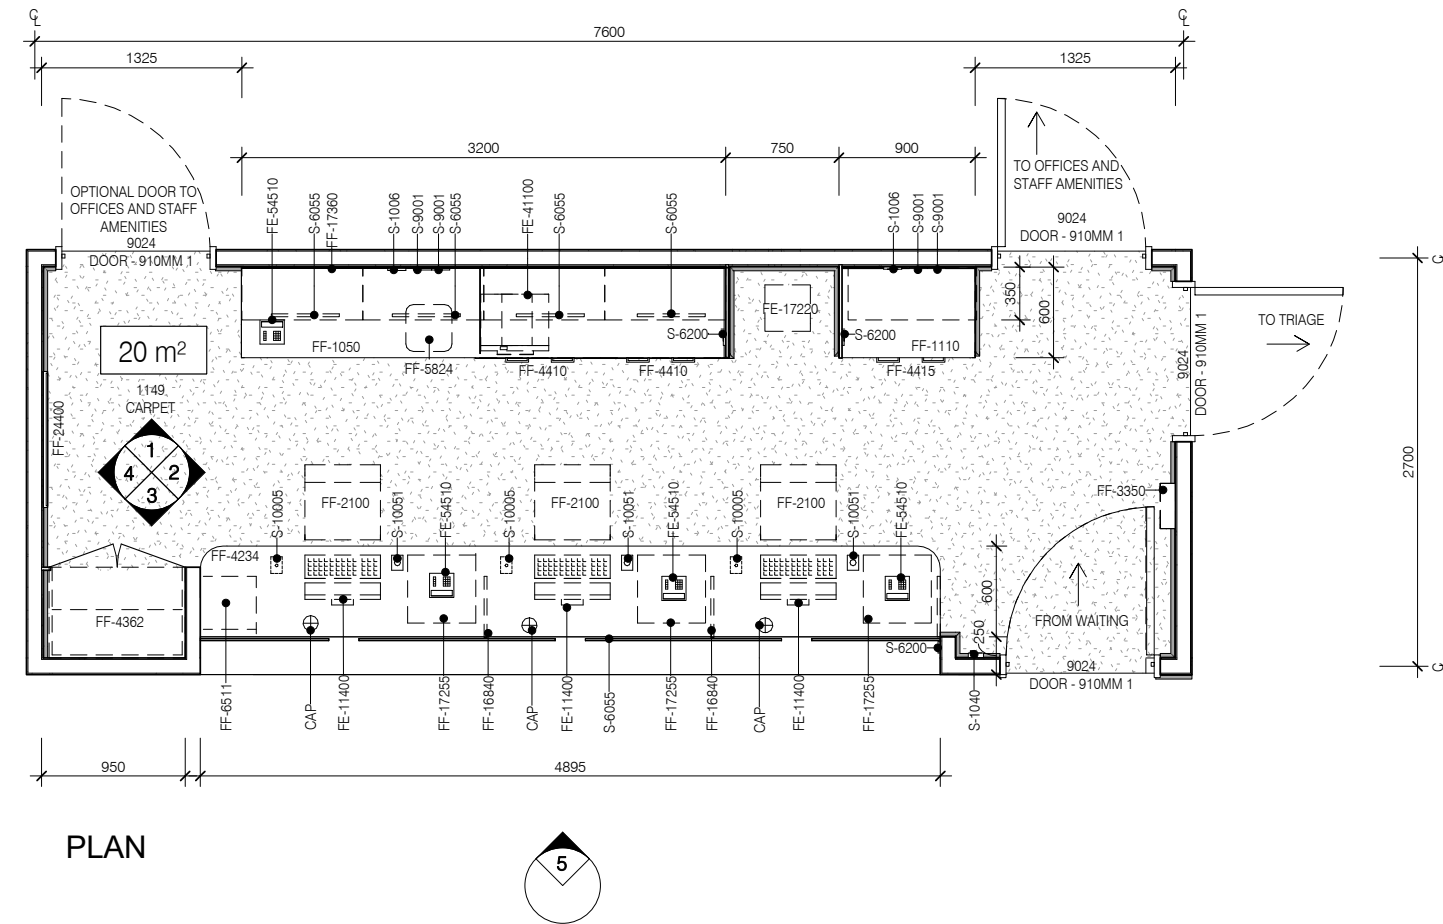 ℄
℄
7600
1325
1325
3200
750
900
OPTIONAL DOOR TO
OFFICES AND STAFF
AMENITIES
9024
DOOR - 910MM 1
FE-54510
S-6055
FF-17360
S-1006
S-9001
S-9001
S-6055
FE-41100
S-6055
S-6055
S-1006
S-9001
S-9001
TO OFFICES AND
STAFF AMENITIES
9024
DOOR - 910MM 1
℄
350
600
FE-17220
TO TRIAGE
S-6200
S-6200
20 m²
FF-1050
FF-1110
FF-5824
FF-4410
FF-4410
FF-4415
9024
DOOR - 910MM 1
1149
CARPET
FF-24400
1
4
2
3
2700
FF-3350
FF-2100
FF-2100
FF-2100
S-10005
S-10051
FE-54510
S-10005
S-10051
FE-54510
S-10005
S-10051
FE-54510
FF-4234
600
FF-4362
FROM WAITING
250
S-6200
9024
DOOR - 910MM 1
℄
FF-6511
CAP
FE-11400
FF-17255
FF-16840
CAP
FE-11400
S-6055
FF-17255
FF-16840
CAP
FE-11400
FF-17255
S-1040
950
4895
PLAN
5